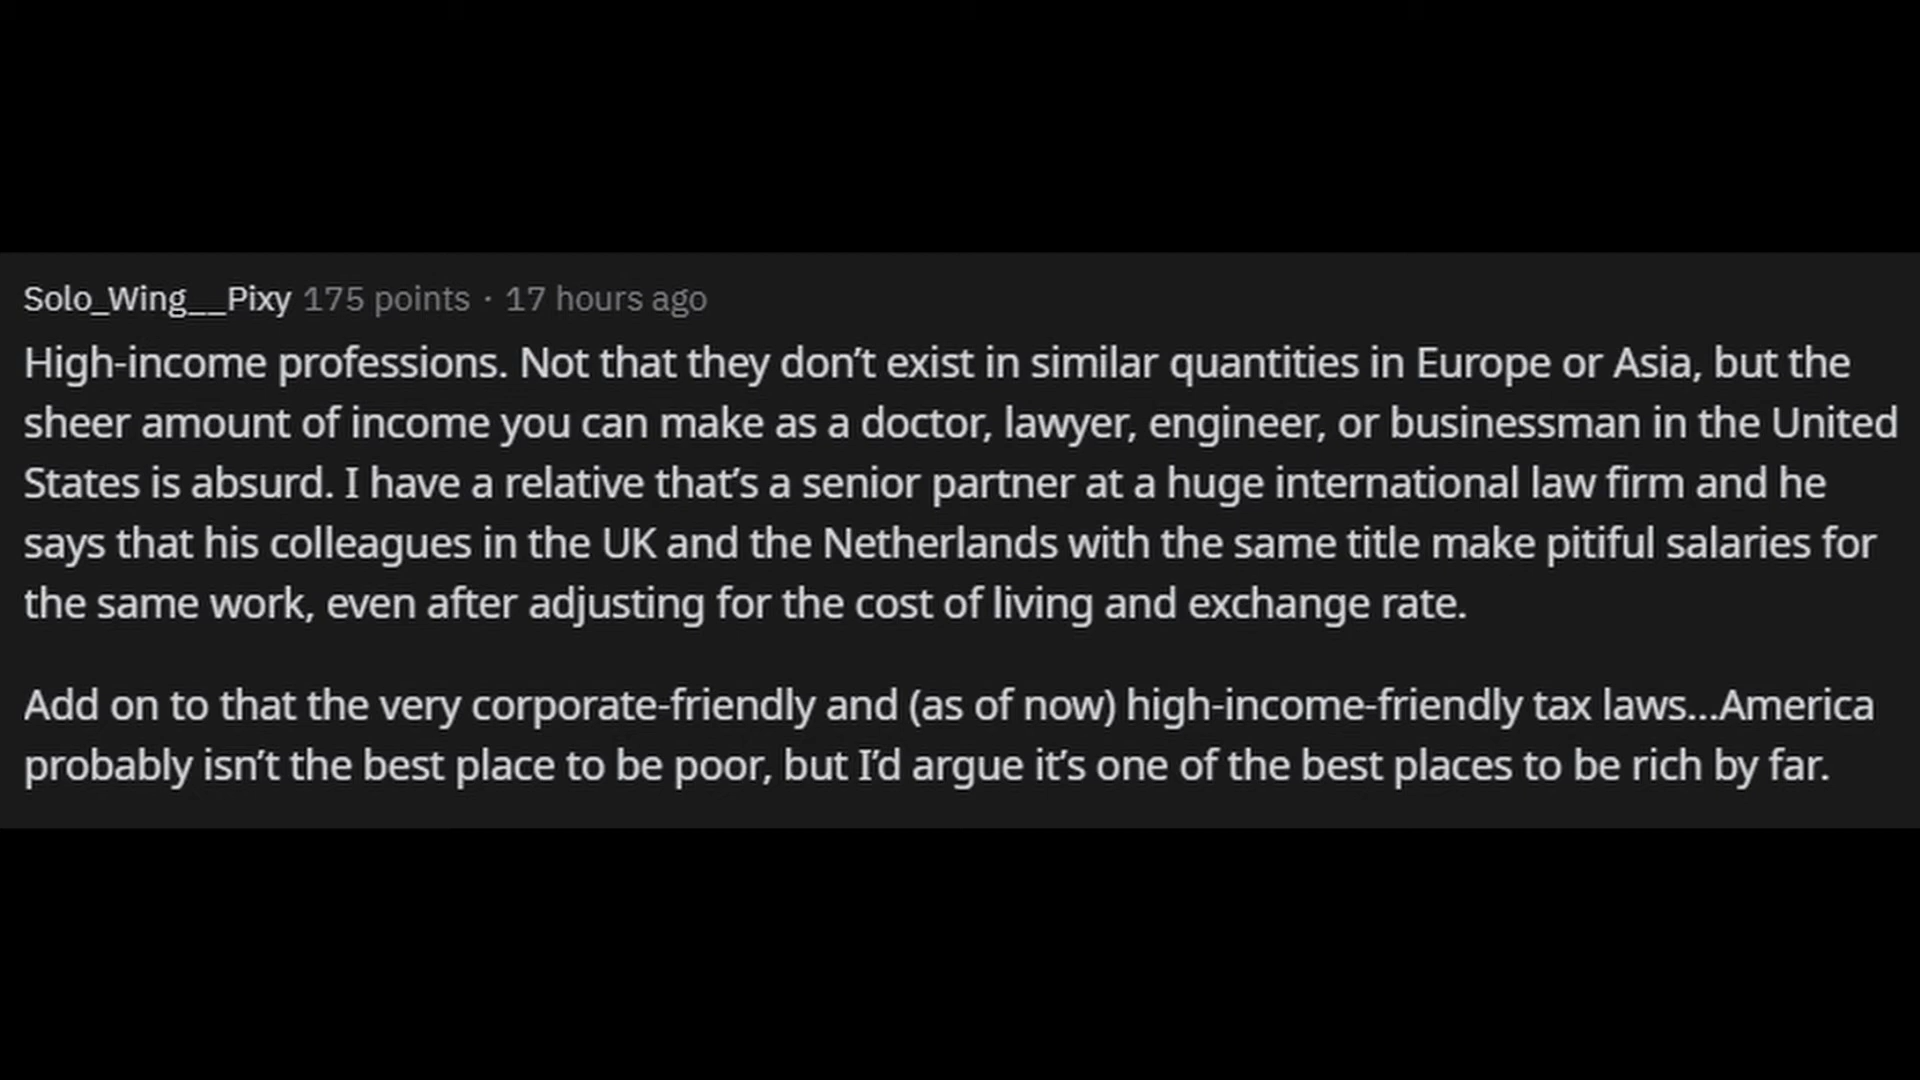 Solo_Wing__Pixy 175 points · 17 hours ago
High-income professions. Not that they don’t exist in similar quantities in Europe or Asia, but the
sheer amount of income you can make as a doctor, lawyer, engineer, or businessman in the United
States is absurd. I have a relative that’s a senior partner at a huge international law firm and he
says that his colleagues in the UK and the Netherlands with the same title make pitiful salaries for
the same work, even after adjusting for the cost of living and exchange rate.
Add on to that the very corporate-friendly and (as of now) high-income-friendly tax laws...America
probably isn’t the best place to be poor, but I’d argue it’s one of the best places to be rich by far.